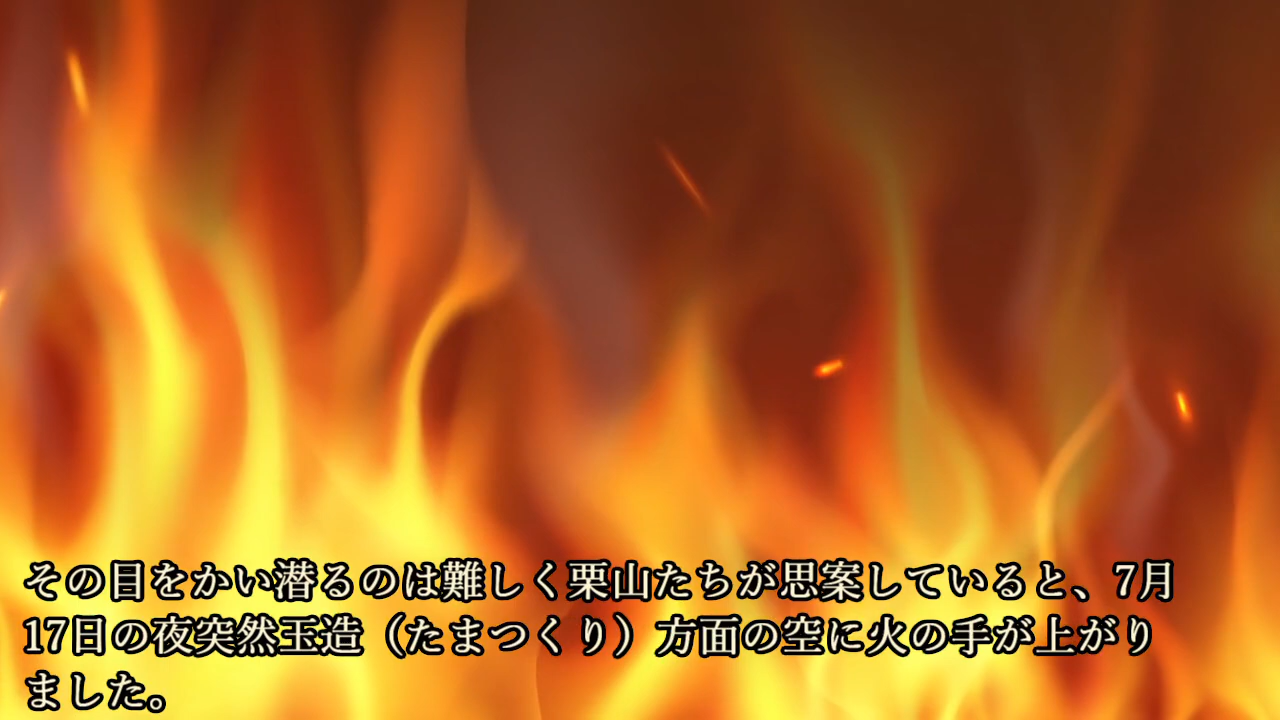 その目をかい潜るのは難しく栗山たちが思案していると、7月
17日の夜突然玉造（たまつくり）方面の空に火の手が上がり
ました。